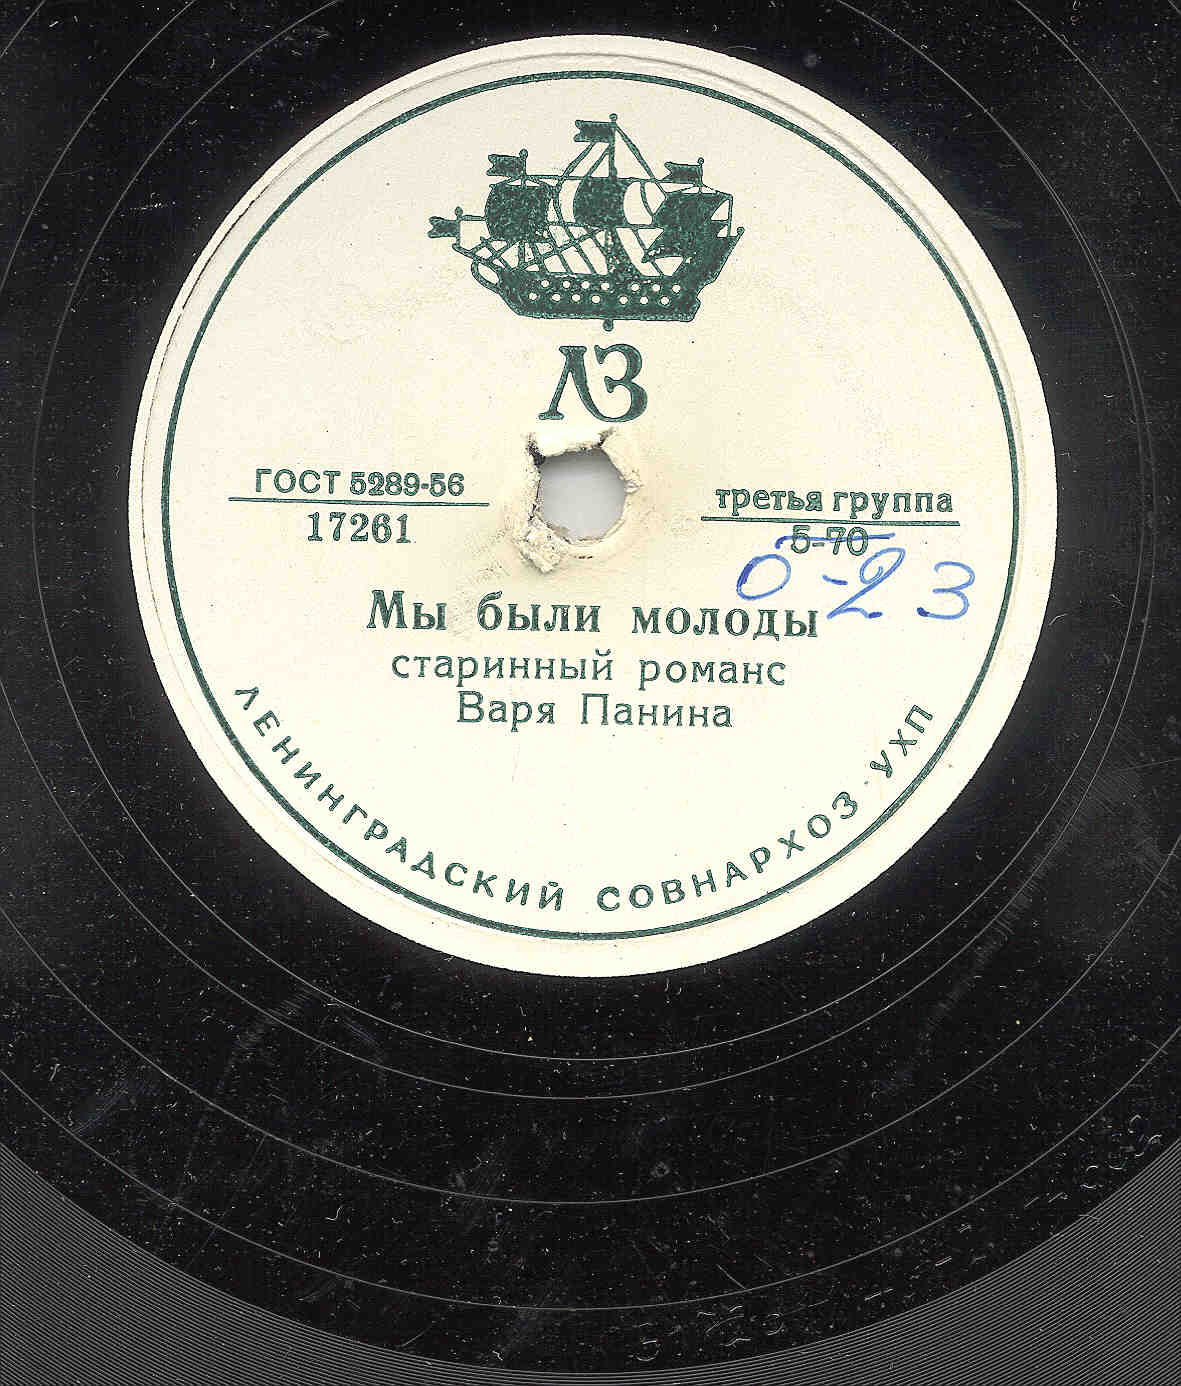 ЛЗ
ГОСТ 5289-56
17261
третья группа
5-70
0-23
Мы были молоды
старинный романс
Варя Панина
ЛЕНИНГРАДСКИЙ СОВНАРХОЗ · УХП